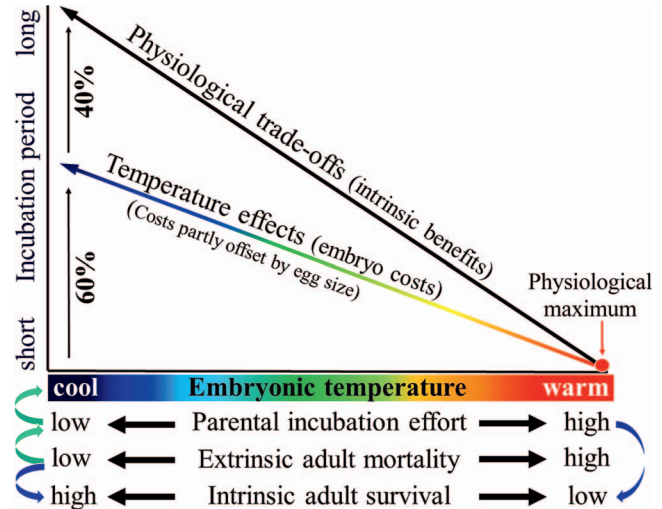 Incubation period
short
long
40%
60%
Physiological trade-offs (intrinsic benefits)
Temperature effects (embryo costs)
(Costs partly offset by egg size)
Physiological
maximum
cool Embryonic temperature warm
low Parental incubation effort high
low Extrinsic adult mortality high
high Intrinsic adult survival low